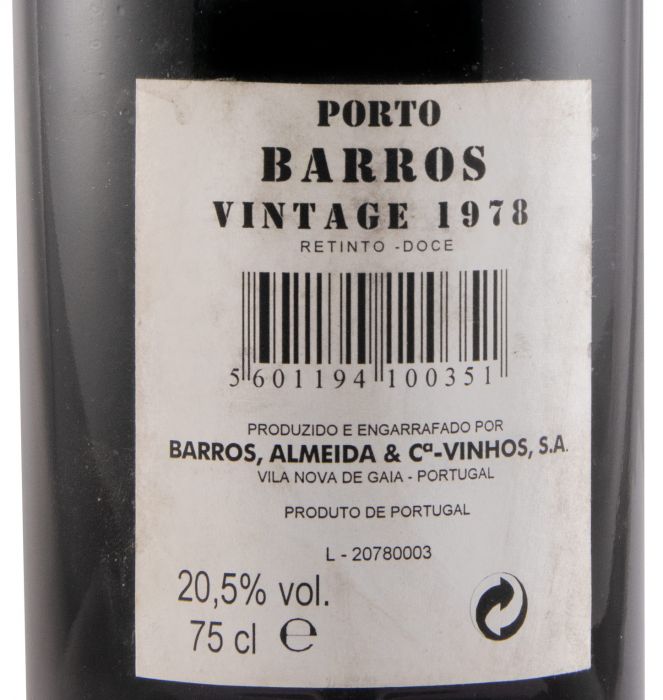 PORTO
BARROS
VINTAGE 1978
RETINTO -DOCE
5 601194 100351
PRODUZIDO E ENGARRAFADO POR
BARROS, ALMEIDA & Cª-VINHOS, S.A.
VILA NOVA DE GAIA - PORTUGAL
PRODUTO DE PORTUGAL
L - 20780003
20,5% vol.
75 cl ℮